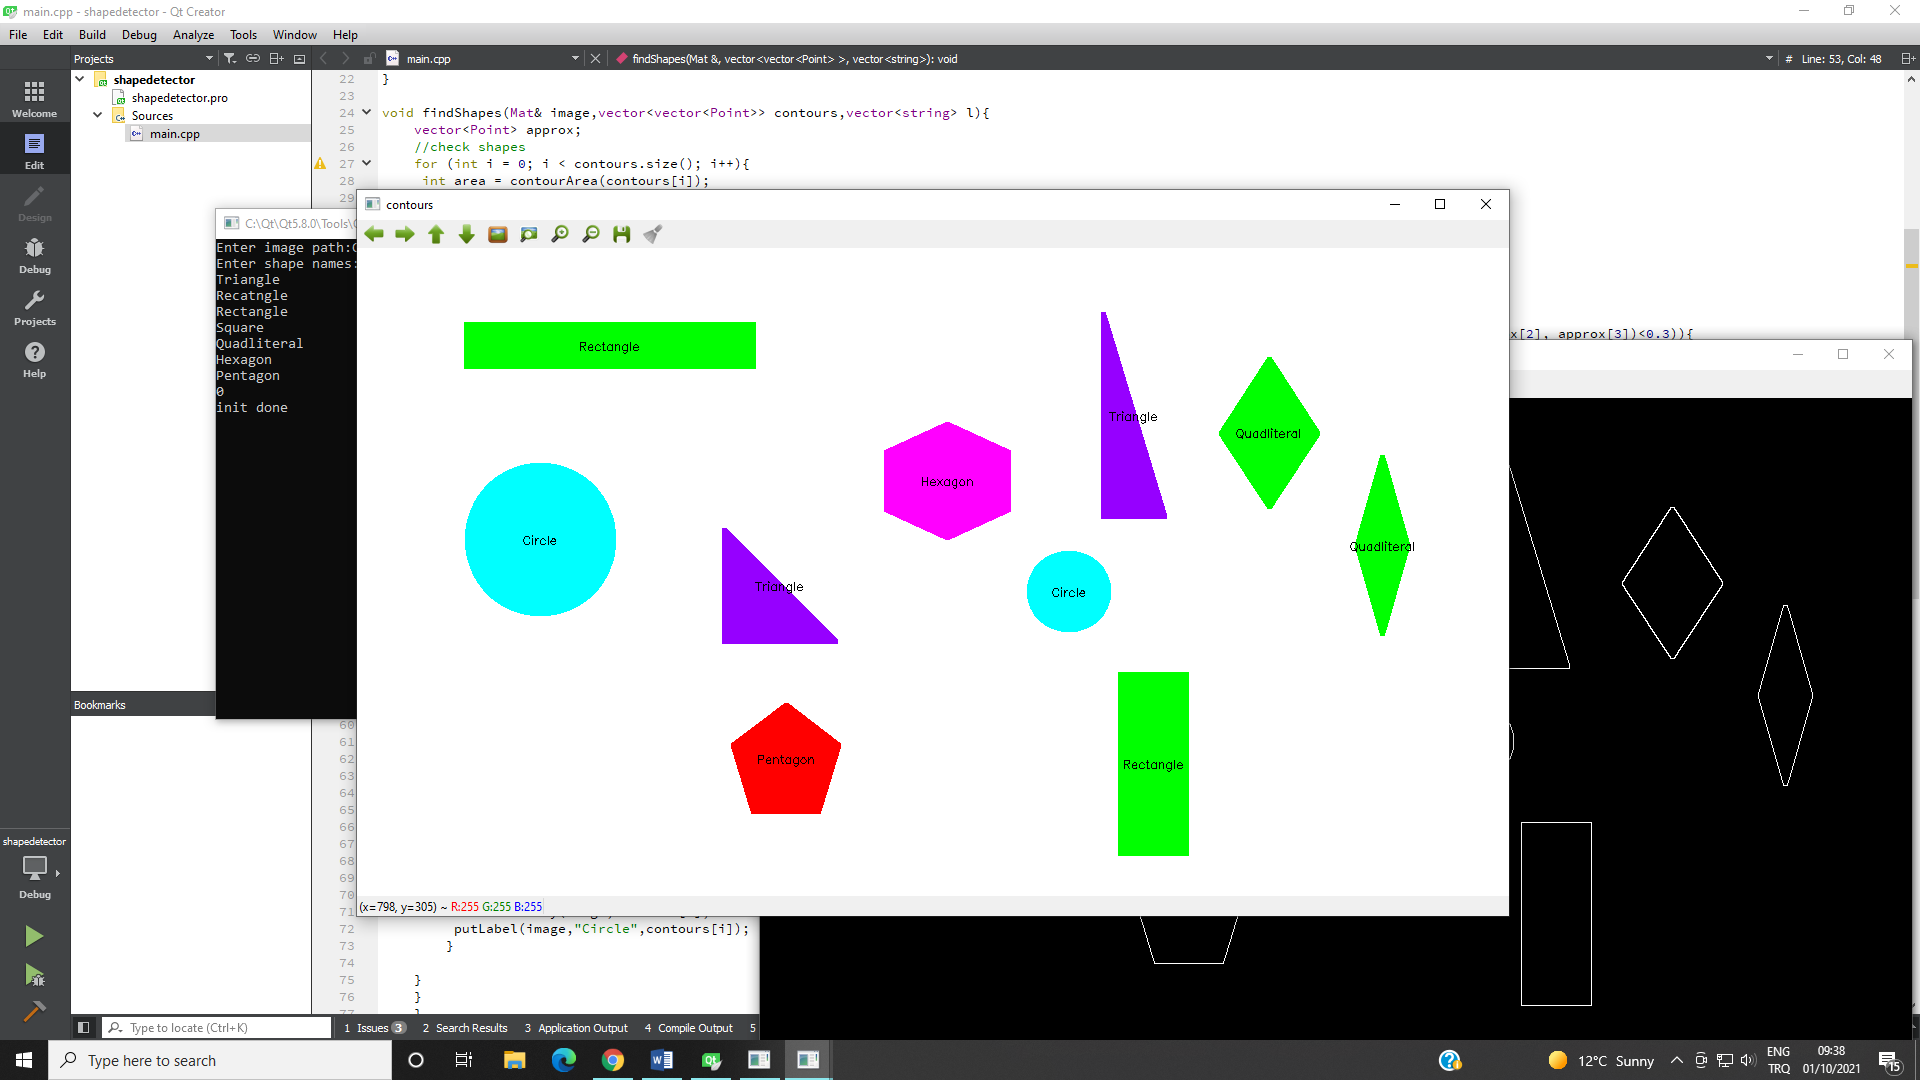 main.cpp - shapedetector - Qt Creator
File Edit Build Debug Analyze Tools Window Help
Projects
main.cpp
findShapes(Mat &, vector<vector<Point> >, vector<string>): void
# Line: 53, Col: 48
Welcome
Edit
Design
Debug
Projects
Help
shapedetector
shapedetector.pro
Sources
main.cpp
22 }
23
24 void findShapes(Mat& image,vector<vector<Point>> contours,vector<string> l){
25 vector<Point> approx;
26 //check shapes
27 for (int i = 0; i < contours.size(); i++){
28 int area = contourArea(contours[i]);
29
x[2], approx[3])<0.3)){
C:\Qt\Qt5.8.0\Tools\
Enter image path:
Enter shape names:
Triangle
Recatngle
Rectangle
Square
Quadliteral
Hexagon
Pentagon
0
init done
contours
Rectangle
Triangle
Quadliteral
Hexagon
Circle
Quadliteral
Triangle
Circle
Pentagon
Rectangle
(x=798, y=305) ~ R:255 G:255 B:255
Bookmarks
60
61
62
63
64
65
66
67
68
69
70
71
72 putLabel(image,"Circle",contours[i]);
73 }
74
75 }
76 }
shapedetector
Debug
Type to locate (Ctrl+K)
1 Issues 3 2 Search Results 3 Application Output 4 Compile Output 5
Type here to search
12°C Sunny
ENG
TRQ
09:38
01/10/2021
15